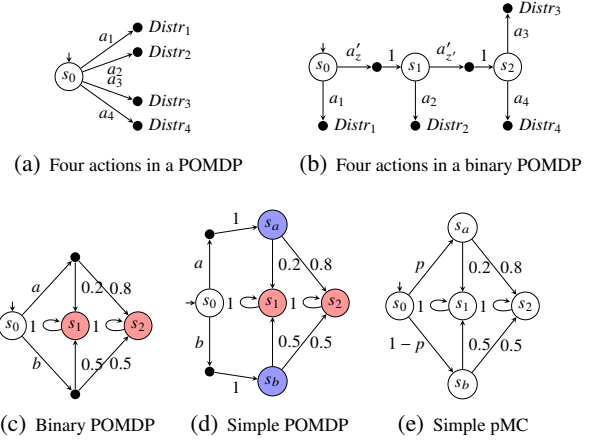 s0
a1
a2
a3
a4
Distr1
Distr2
Distr3
Distr4
(a) Four actions in a POMDP
s0
a′z
1
s1
a′z′
1
s2
a1
a2
a3
a4
Distr1
Distr2
Distr3
Distr4
(b) Four actions in a binary POMDP
s0
a
b
0.2
0.8
1
s1
1
s2
0.5
0.5
(c) Binary POMDP
1
sa
a
0.2
0.8
s0
1
s1
1
s2
b
0.5
0.5
1
sb
(d) Simple POMDP
sa
p
0.2
0.8
s0
1
s1
1
s2
1−p
0.5
0.5
sb
(e) Simple pMC